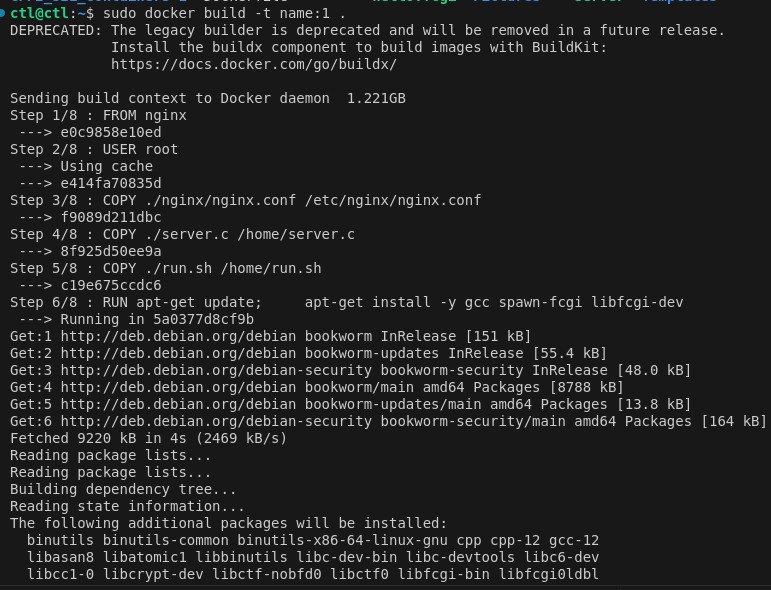 ctl@ctl:~$ sudo docker build -t name:1 .
DEPRECATED: The legacy builder is deprecated and will be removed in a future release.
            Install the buildx component to build images with BuildKit:
            https://docs.docker.com/go/buildx/

Sending build context to Docker daemon  1.221GB
Step 1/8 : FROM nginx
 ---> e0c9858e10ed
Step 2/8 : USER root
 ---> Using cache
 ---> e414fa70835d
Step 3/8 : COPY ./nginx/nginx.conf /etc/nginx/nginx.conf
 ---> f9089d211dbc
Step 4/8 : COPY ./server.c /home/server.c
 ---> 8f925d50ee9a
Step 5/8 : COPY ./run.sh /home/run.sh
 ---> c19e675ccdc6
Step 6/8 : RUN apt-get update;     apt-get install -y gcc spawn-fcgi libfcgi-dev
 ---> Running in 5a0377d8cf9b
Get:1 http://deb.debian.org/debian bookworm InRelease [151 kB]
Get:2 http://deb.debian.org/debian bookworm-updates InRelease [55.4 kB]
Get:3 http://deb.debian.org/debian-security bookworm-security InRelease [48.0 kB]
Get:4 http://deb.debian.org/debian bookworm/main amd64 Packages [8788 kB]
Get:5 http://deb.debian.org/debian bookworm-updates/main amd64 Packages [13.8 kB]
Get:6 http://deb.debian.org/debian-security bookworm-security/main amd64 Packages [164 kB]
Fetched 9220 kB in 4s (2469 kB/s)
Reading package lists...
Reading package lists...
Building dependency tree...
Reading state information...
The following additional packages will be installed:
  binutils binutils-common binutils-x86-64-linux-gnu cpp cpp-12 gcc-12
  libasan8 libatomic1 libbinutils libc-dev-bin libc-devtools libc6-dev
  libcc1-0 libcrypt-dev libctf-nobfd0 libctf0 libfcgi-bin libfcgi0ldbl